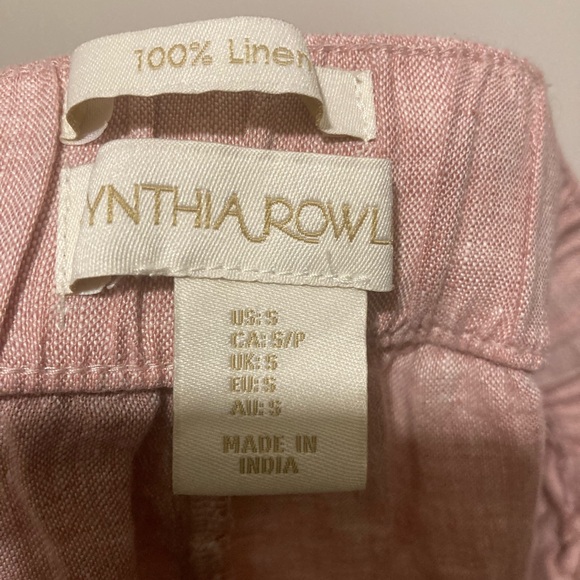 100% Linen
YNTHIA ROWL
US: S
CA: S/P
UK: S
EU: S
AU: S
MADE IN
INDIA